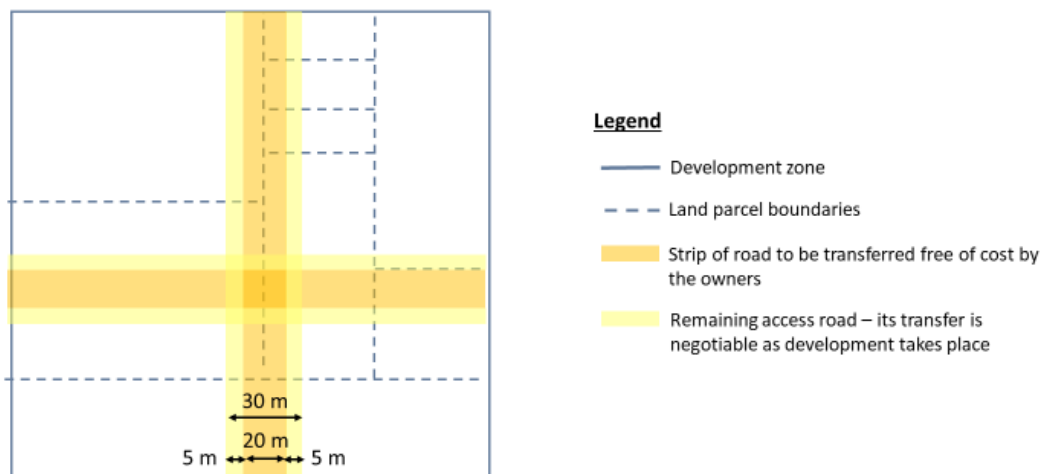 Legend
Development zone
Land parcel boundaries
Strip of road to be transferred free of cost by
the owners
Remaining access road – its transfer is
negotiable as development takes place
30 m
20 m
5 m
5 m